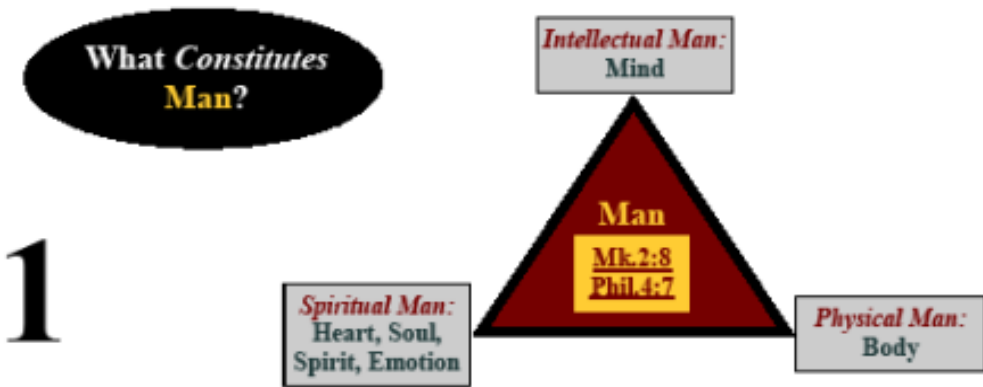 What Constitutes
Man?
Intellectual Man:
Mind
Man
Mk.2:8
Phil.4:7
1
Spiritual Man:
Heart, Soul,
Spirit, Emotion
Physical Man:
Body